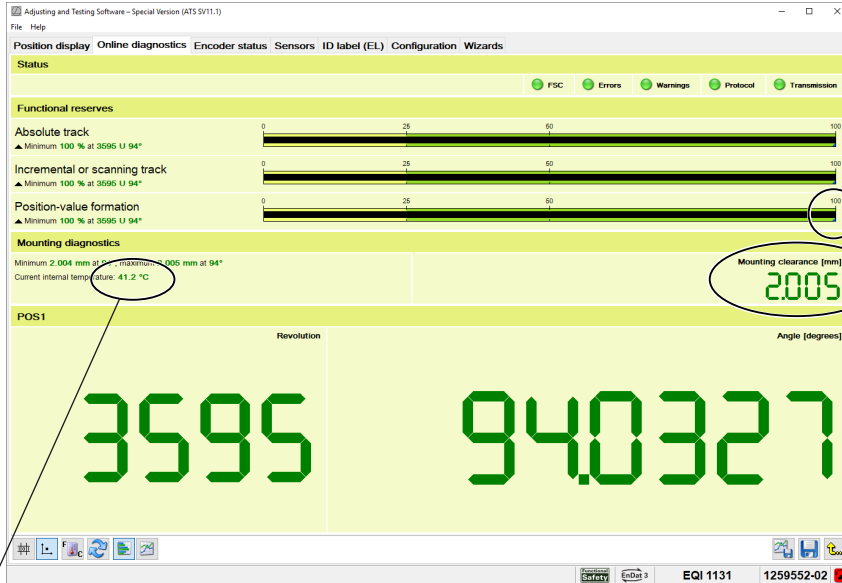 Adjusting and Testing Software – Special Version (ATS SV11.1)
File Help
Position display Online diagnostics Encoder status Sensors ID label (EL) Configuration Wizards
Status
FSC Errors Warnings Protocol Transmission
Functional reserves
Absolute track 0 25 50 100
Minimum 100 % at 3595 U 94°
Incremental or scanning track 0 25 50 100
Minimum 100 % at 3595 U 94°
Position-value formation 0 25 50 100
Minimum 100 % at 3595 U 94°
Mounting diagnostics
Minimum 2.004 mm at maximum 2.005 mm at 94°
Mounting clearance [mm]
Current internal temperature: 41.2 °C
2.005
POS1
Revolution Angle [degrees]
3595 94.0327
F C
Functional Safety EnDat 3 EQI 1131 1259552-02